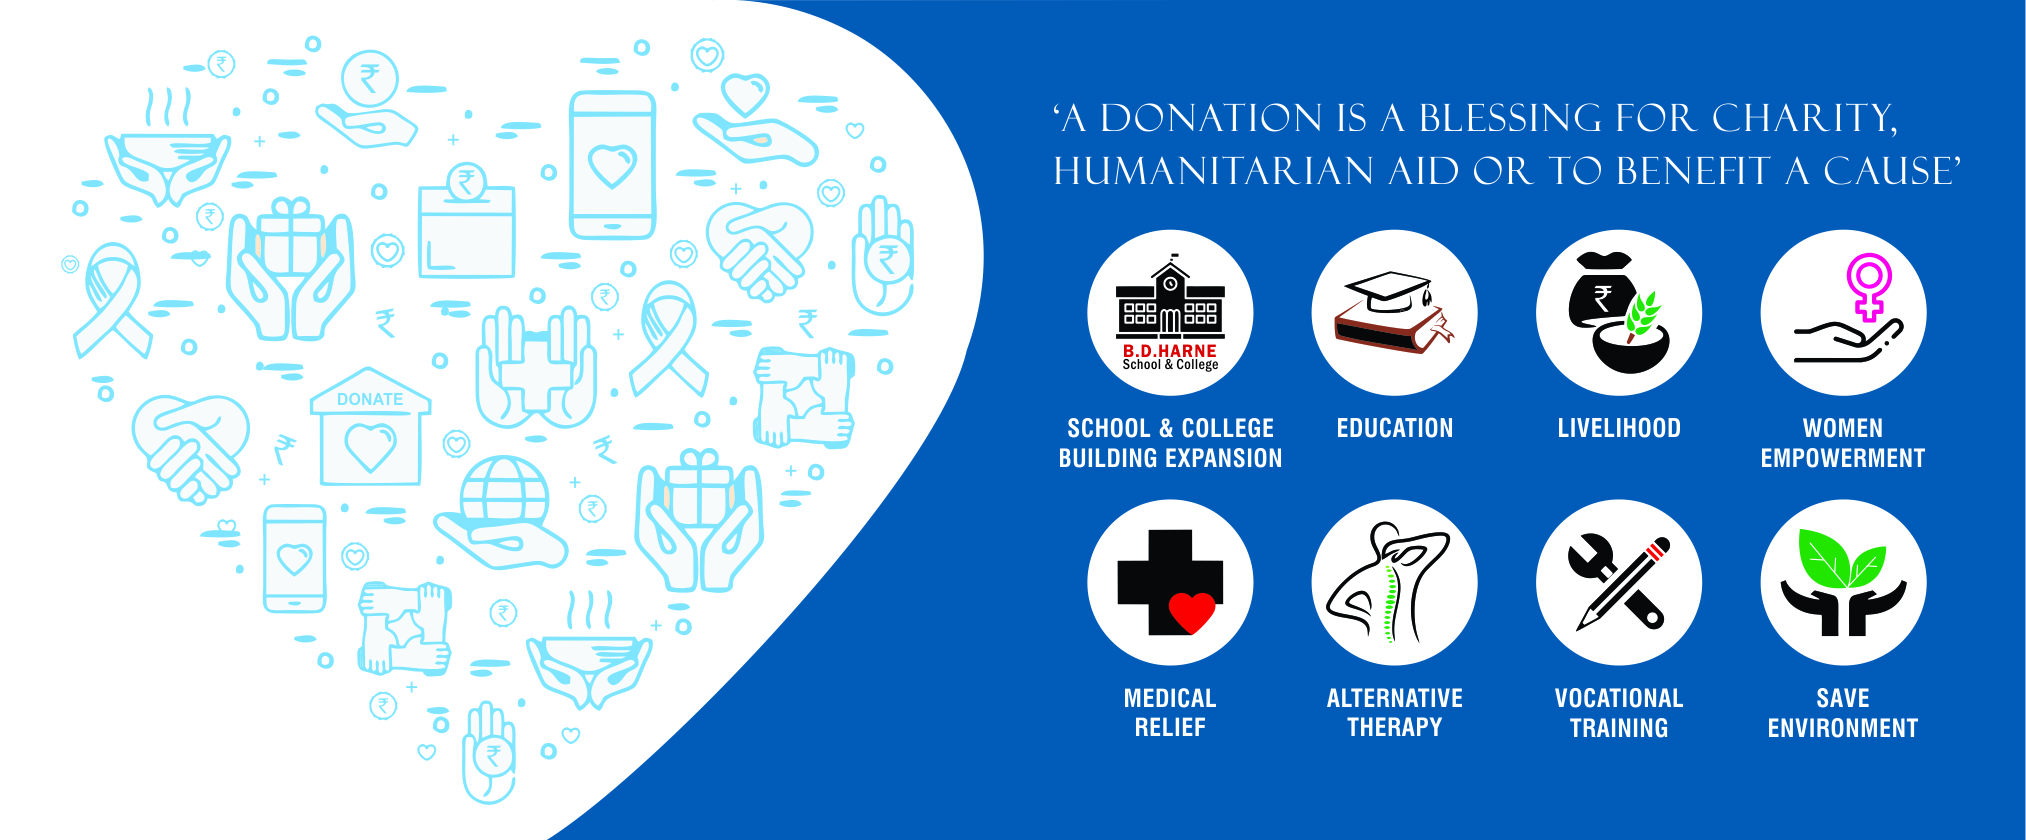 ‘A DONATION IS A BLESSING FOR CHARITY,
HUMANITARIAN AID OR TO BENEFIT A CAUSE’
B.D.HARNE
School & College
SCHOOL & COLLEGE
BUILDING EXPANSION
EDUCATION
₹
LIVELIHOOD
WOMEN
EMPOWERMENT
MEDICAL
RELIEF
ALTERNATIVE
THERAPY
VOCATIONAL
TRAINING
SAVE
ENVIRONMENT
₹
₹
₹
₹
₹
₹
₹
₹
DONATE
₹
₹
₹
₹
₹
₹